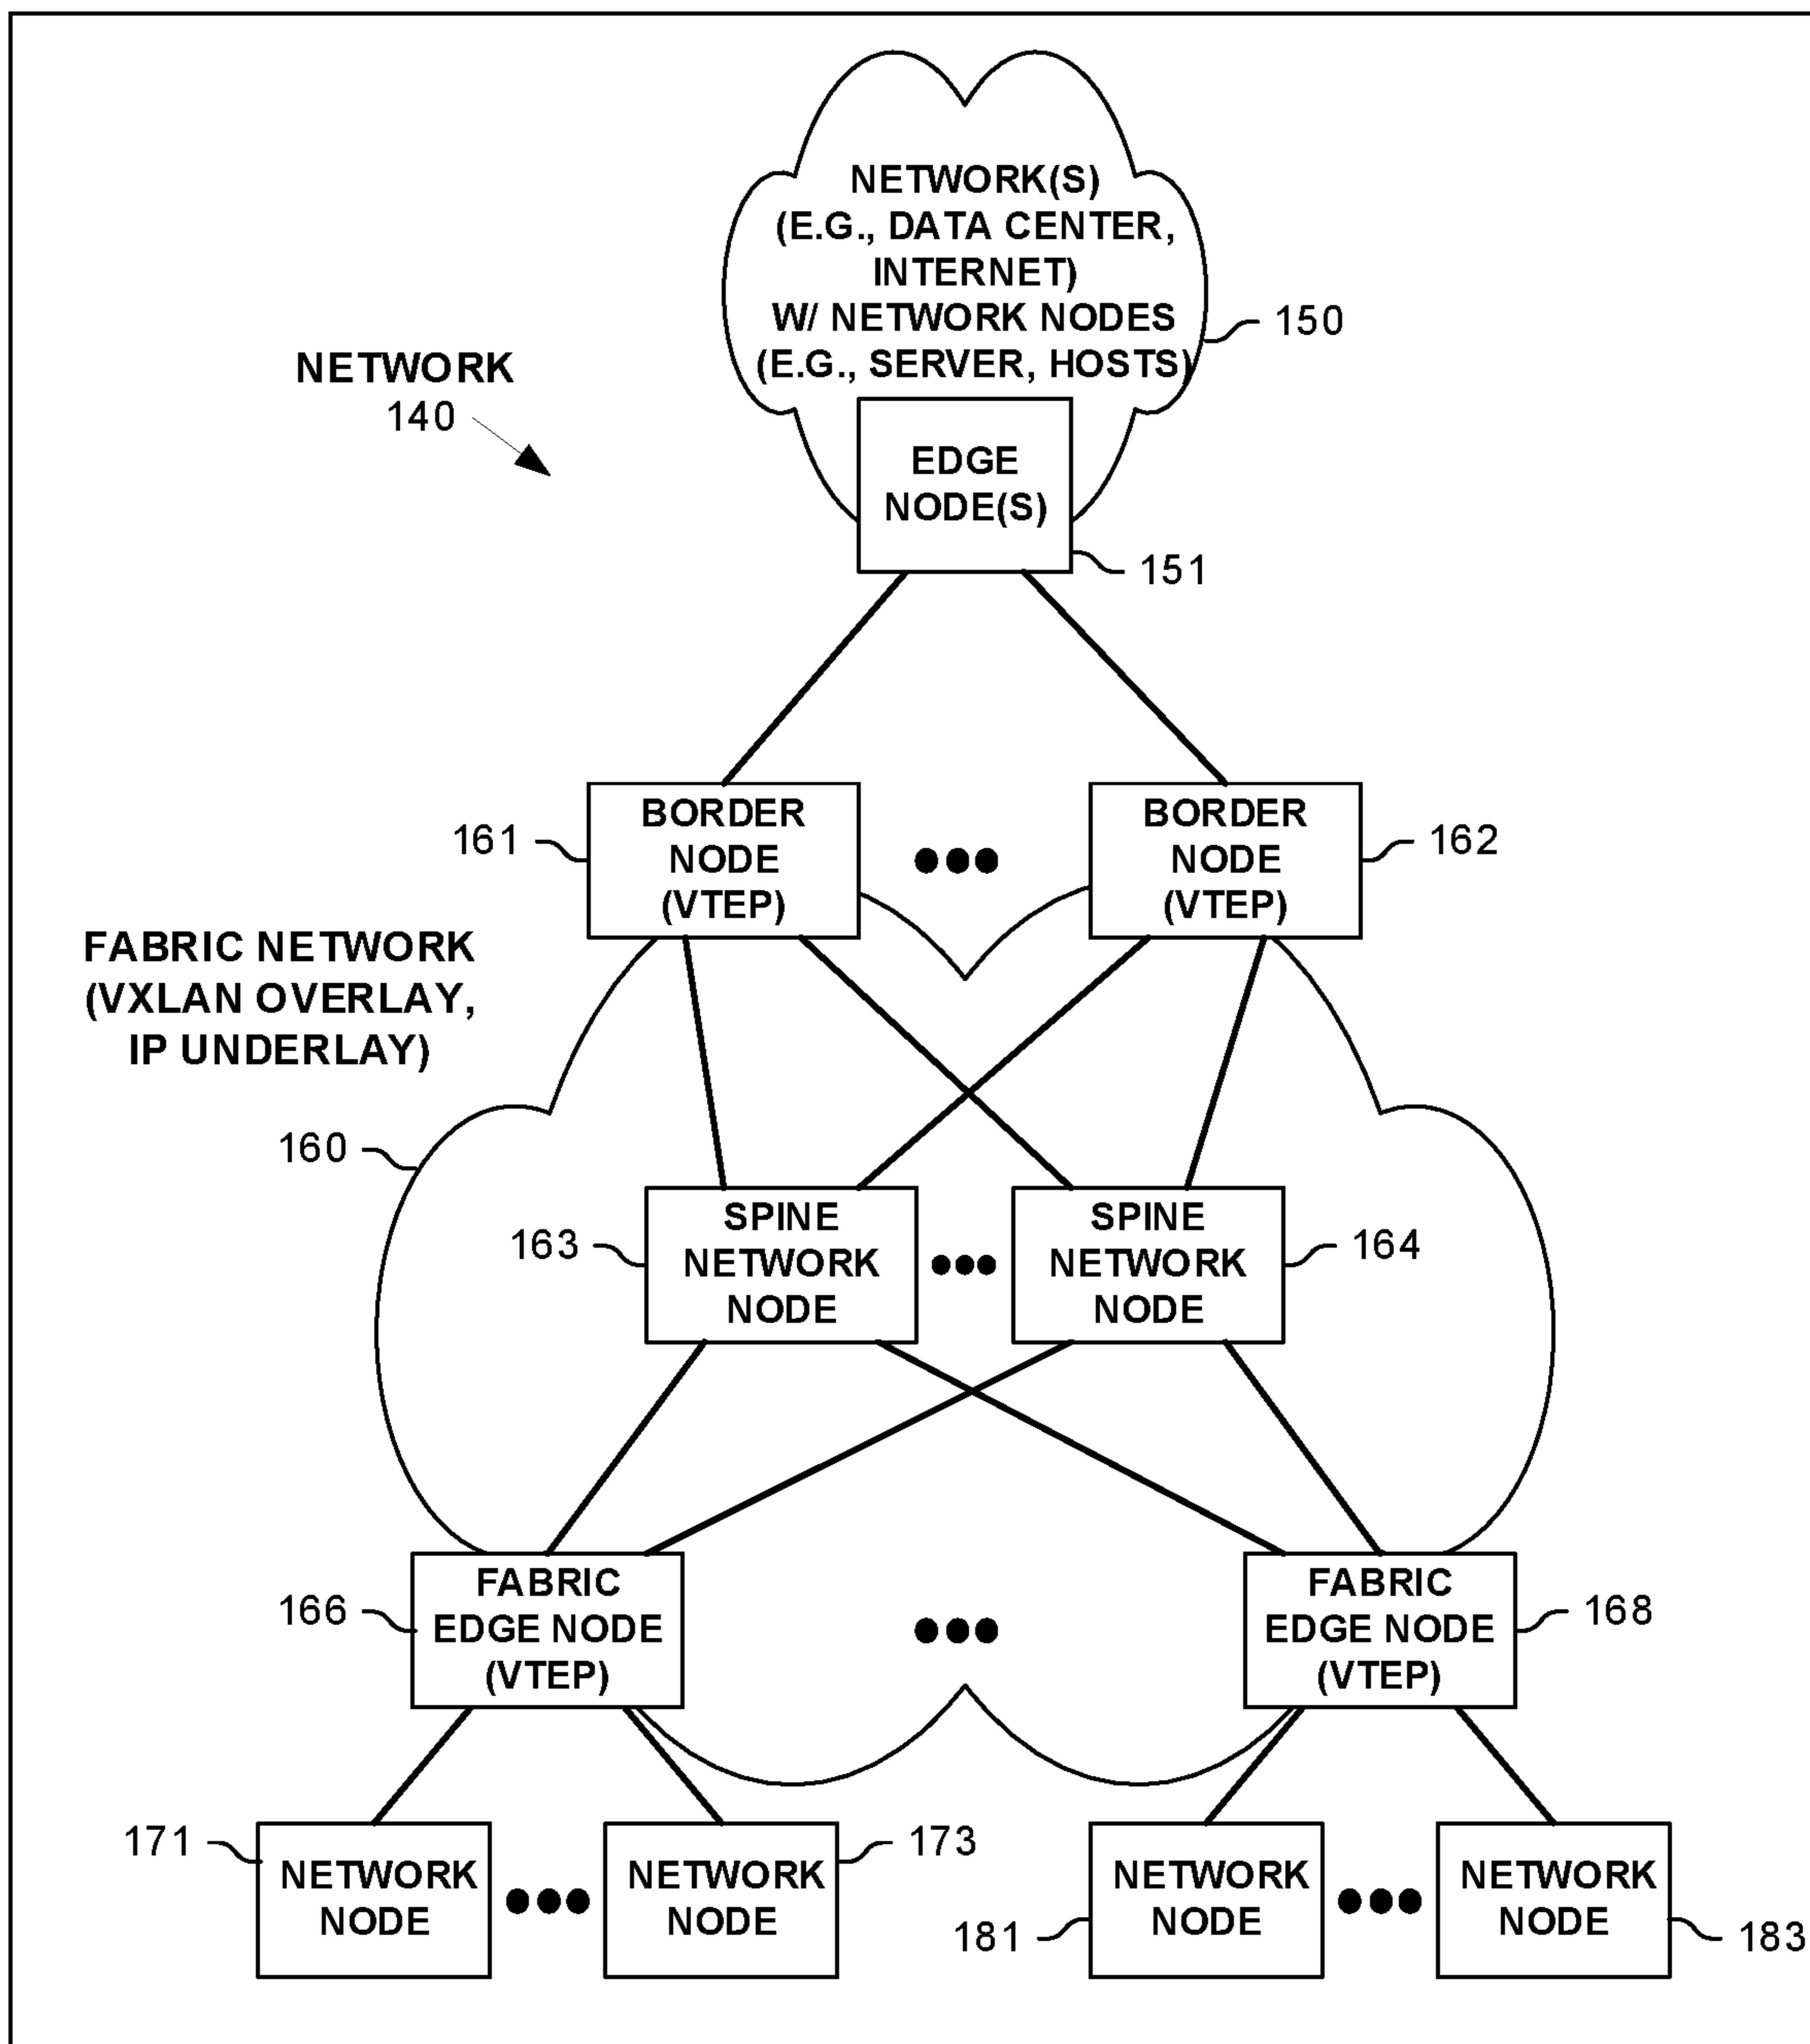 NETWORK(S)
(E.G., DATA CENTER,
INTERNET)
W/ NETWORK NODES
(E.G., SERVER, HOSTS)
150
NETWORK
140
EDGE
NODE(S)
151
BORDER
NODE
(VTEP)
161
BORDER
NODE
(VTEP)
162
FABRIC NETWORK
(VXLAN OVERLAY,
IP UNDERLAY)
160
SPINE
NETWORK
NODE
163
SPINE
NETWORK
NODE
164
FABRIC
EDGE NODE
(VTEP)
166
FABRIC
EDGE NODE
(VTEP)
168
171
NETWORK
NODE
173
NETWORK
NODE
181
NETWORK
NODE
183
NETWORK
NODE